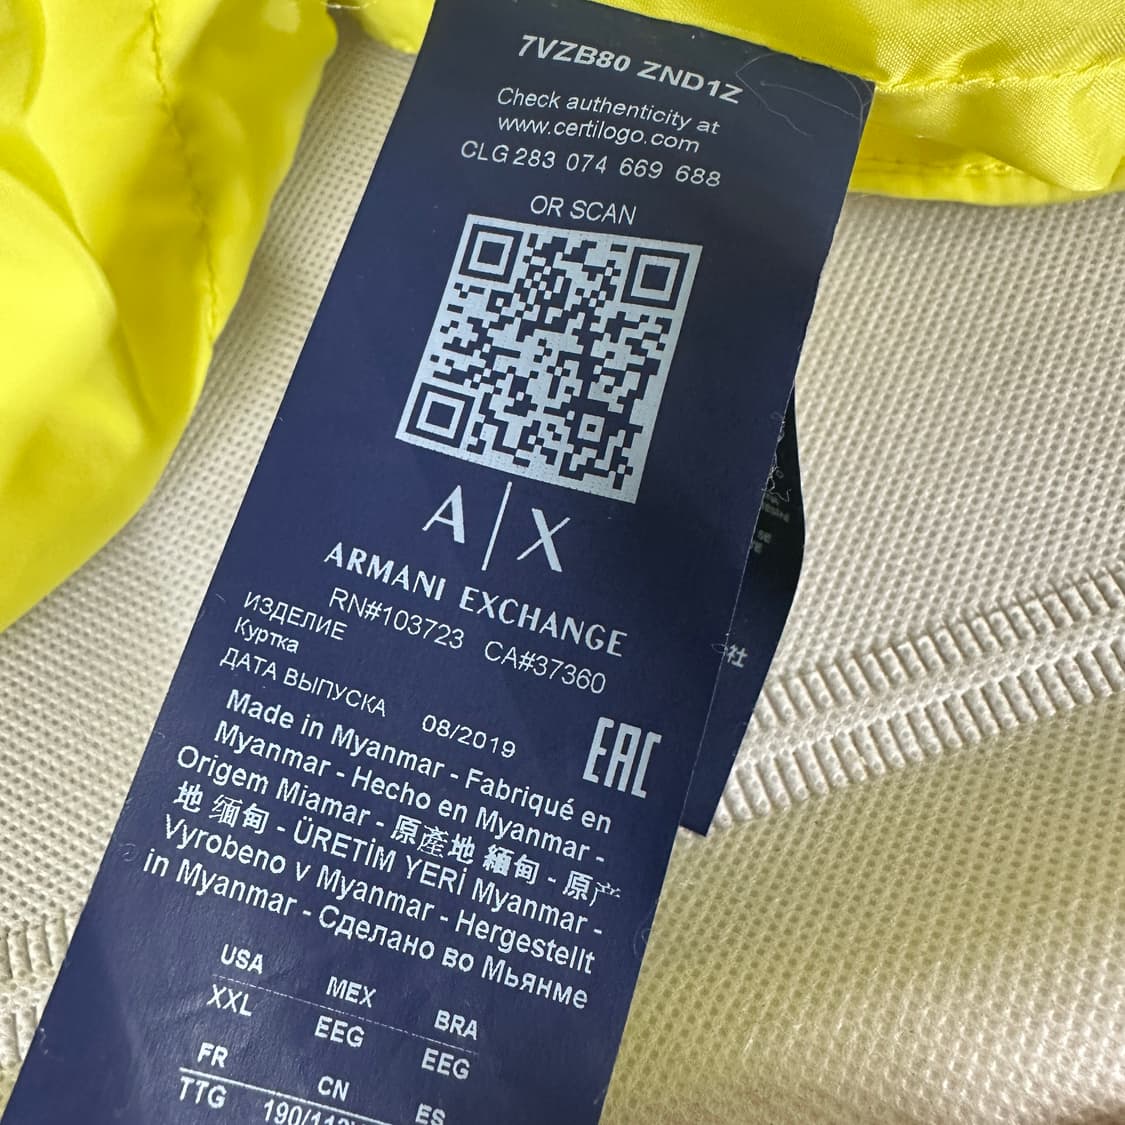 7VZB80 ZND1Z
Check authenticity at
www.certilogo.com
CLG 283 074 669 688
OR SCAN
A|X
ARMANI EXCHANGE
RN#103723 CA#37360
ИЗДЕЛИЕ
Куртка
ДАТА ВЫПУСКА 08/2019
EAC
Made in Myanmar - Fabriqué en
Myanmar - Hecho en Myanmar -
Origem Miamar - 原產地 緬甸 - 原产
地 缅甸 - ÜRETİM YERİ Myanmar -
Vyrobeno v Myanmar - Hergestellt
in Myanmar - Сделано во Мьянме
USA MEX BRA
XXL EEG EEG
FR CN ES
TTG
社